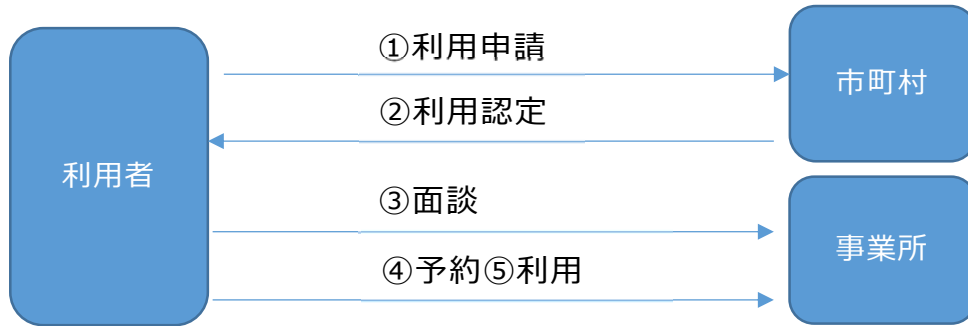 ①利用申請
市町村
②利用認定
利用者
③面談
事業所
④予約⑤利用